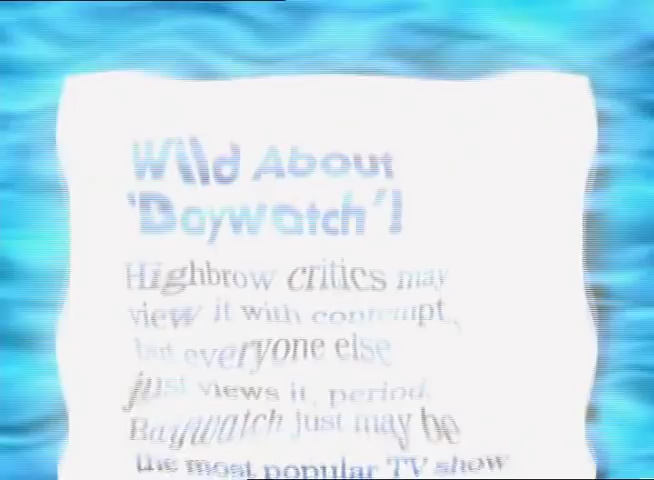 Wild About
'Baywatch'!
Highbrow critics may
view it with contempt,
but everyone else
just views it, period.
Baywatch just may be
the most popular TV show